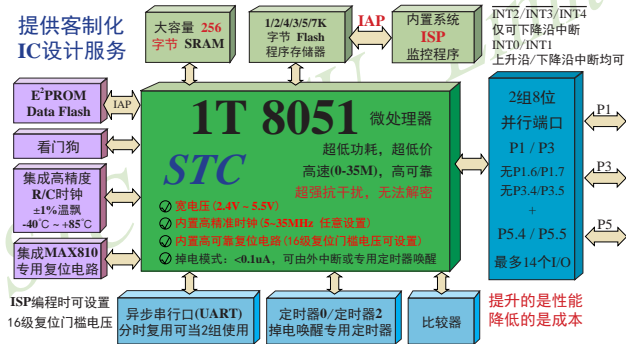 提供客制化
IC设计服务
大容量 256
字节 SRAM
1/2/4/3/5/7K
字节 Flash
程序存储器
IAP
内置系统
ISP
监控程序
INT2/INT3/INT4
仅可下降沿中断
INT0/INT1
上升沿/下降沿中断均可
E²PROM
Data Flash
IAP
看门狗
集成高精度
R/C时钟
±1%温飘
-40℃ ~ +85℃
集成MAX810
专用复位电路
ISP编程时可设置
16级复位门槛电压
1T 8051 微处理器
STC
超低功耗，超低价
高速(0-35M)，高可靠
超强抗干扰，无法解密
宽电压(2.4V ~ 5.5V)
内置高精准时钟(5~35MHz 任意设置)
内置高可靠复位电路(16级复位门槛电压可设置)
掉电模式：<0.1uA，可由外中断或专用定时器唤醒
2组8位
并行端口
P1 / P3
无P1.6/P1.7
无P3.4/P3.5
+
P5.4 / P5.5
最多14个I/O
P1
P3
P5
异步串行口(UART)
分时复用可当2组使用
定时器0/定时器2
掉电唤醒专用定时器
比较器
提升的是性能
降低的是成本